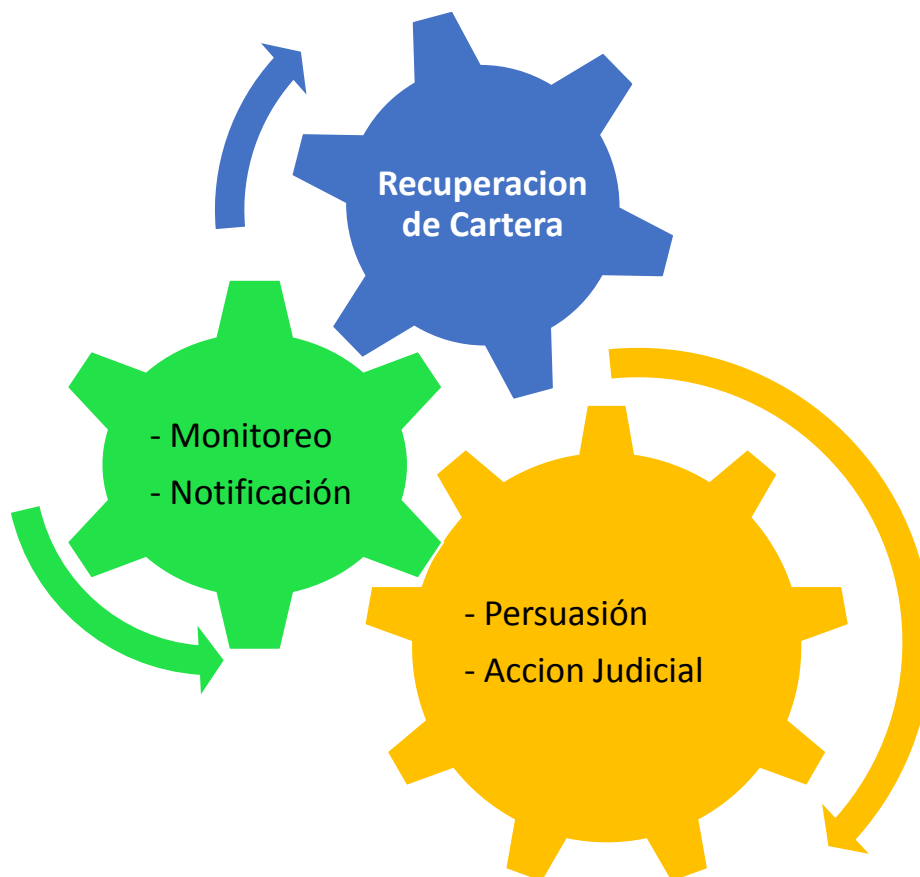 Recuperacion
de Cartera
- Monitoreo
- Notificación
- Persuasión
- Accion Judicial